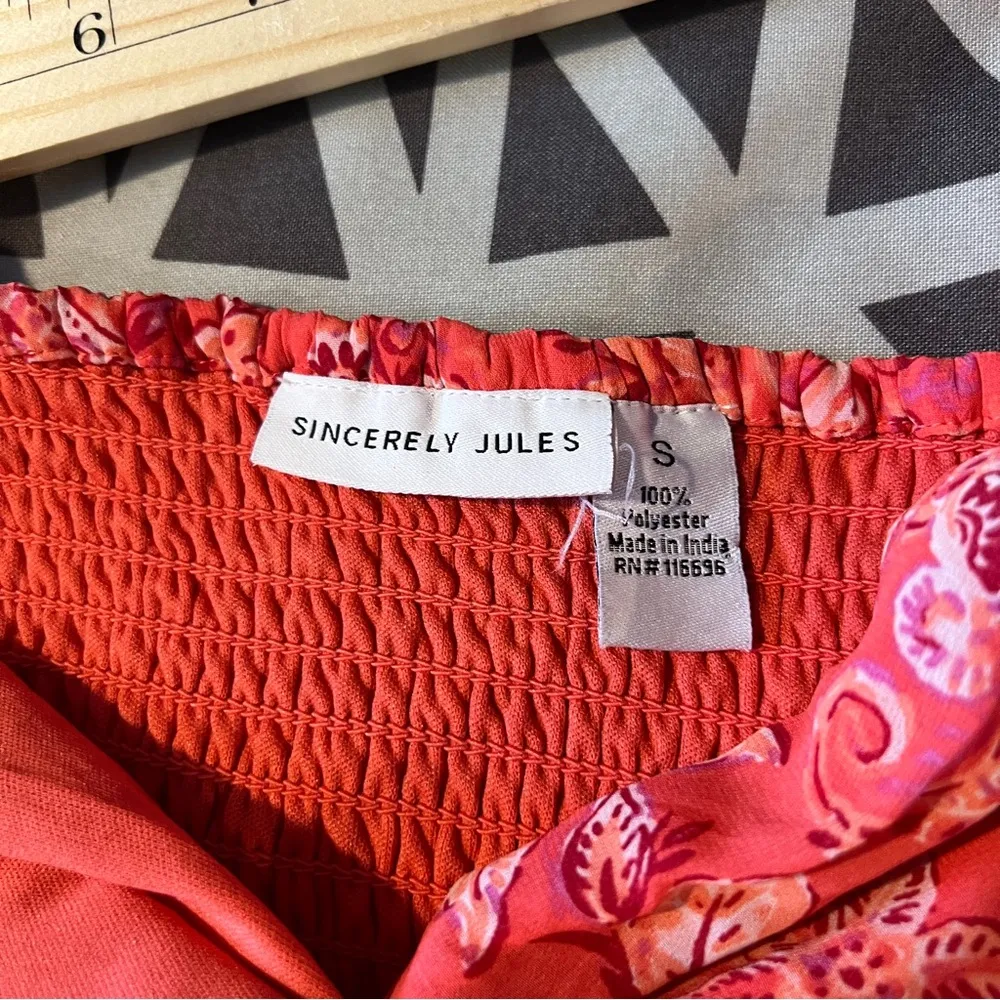 6
SINCERELY JULES
S
100%
Polyester
Made in India
RN# 116696